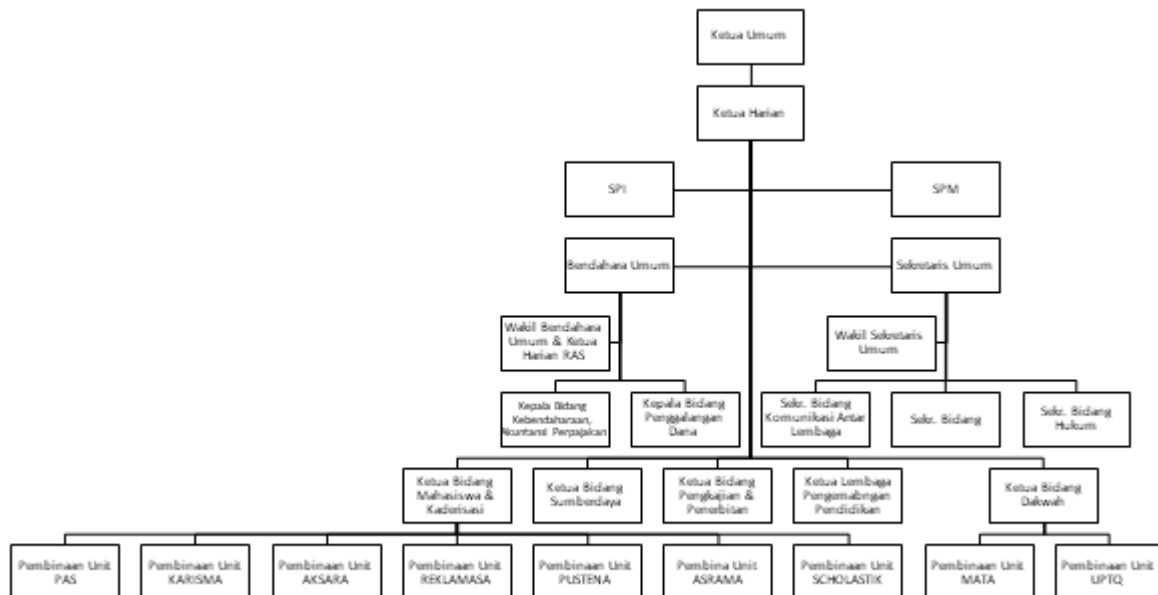 Ketua Umum
Ketua Harian
SPI
SPM
Bendahara Umum
Sekretaris Umum
Wakil Bendahara
Umum & Ketua
Harian RAS
Wakil Sekretaris
Umum
Kepala Bidang
Kebendaharaan,
Akuntansi Perpajakan
Kepala Bidang
Penggalangan
Dana
Sekr. Bidang
Komunikasi Antar
Lembaga
Sekr. Bidang
Sekr. Bidang
Hukum
Ketua Bidang
Mahasiswa &
Kaderisasi
Ketua Bidang
Sumberdaya
Ketua Bidang
Pengkajian &
Penerbitan
Ketua Lembaga
Pengemabngan
Pendidikan
Ketua Bidang
Dakwah
Pembinaan Unit
PAS
Pembinaan Unit
KARISMA
Pembinaan Unit
AKSARA
Pembinaan Unit
REKLAMASA
Pembinaan Unit
PUSTENA
Pembina Unit
ASRAMA
Pembinaan Unit
SCHOLASTIK
Pembinaan Unit
MATA
Pembinaan Unit
UPTQ